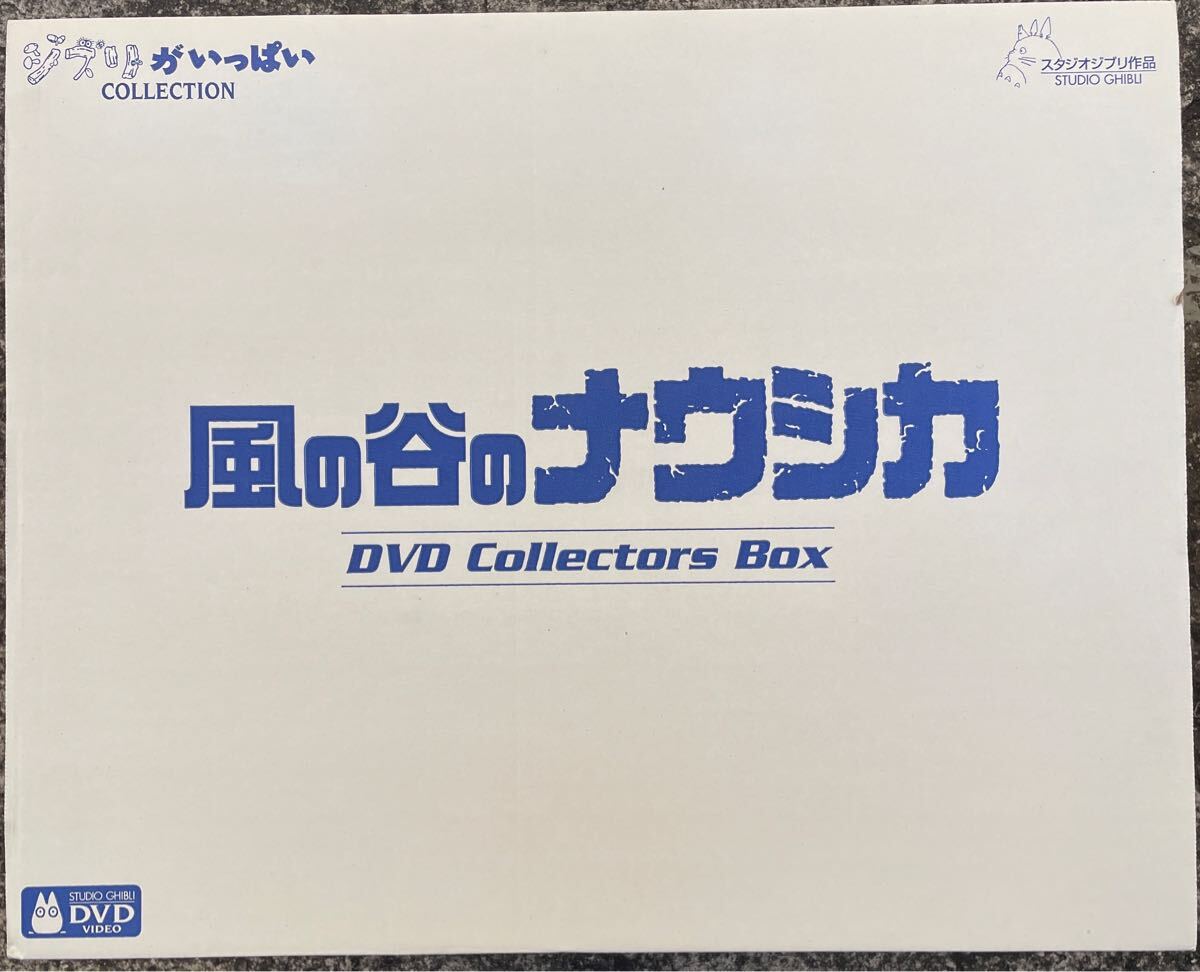 ジブリがいっぱい
COLLECTION
スタジオジブリ作品
STUDIO GHIBLI
風の谷のナウシカ
DVD Collectors Box
STUDIO GHIBLI
DVD
VIDEO